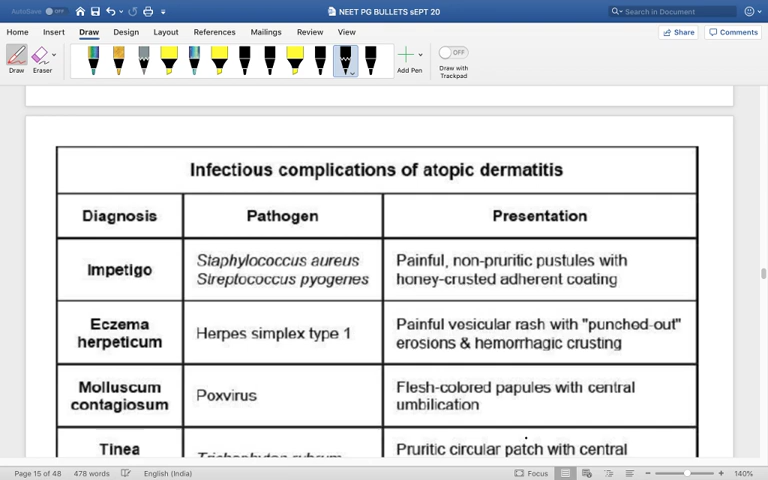 AutoSave OFF
NEET PG BULLETS sEPT 20
Search in Document
Home Insert Draw Design Layout References Mailings Review View
Share Comments
Draw Eraser Add Pen OFF
Draw with
Trackpad
Infectious complications of atopic dermatitis
Diagnosis Pathogen Presentation
Impetigo
Staphylococcus aureus
Streptococcus pyogenes
Painful, non-pruritic pustules with
honey-crusted adherent coating
Eczema
herpeticum
Herpes simplex type 1
Painful vesicular rash with "punched-out"
erosions & hemorrhagic crusting
Molluscum
contagiosum
Poxvirus
Flesh-colored papules with central
umbilication
Tinea
Pruritic circular patch with central
Page 15 of 48 478 words English (India) Focus 140%